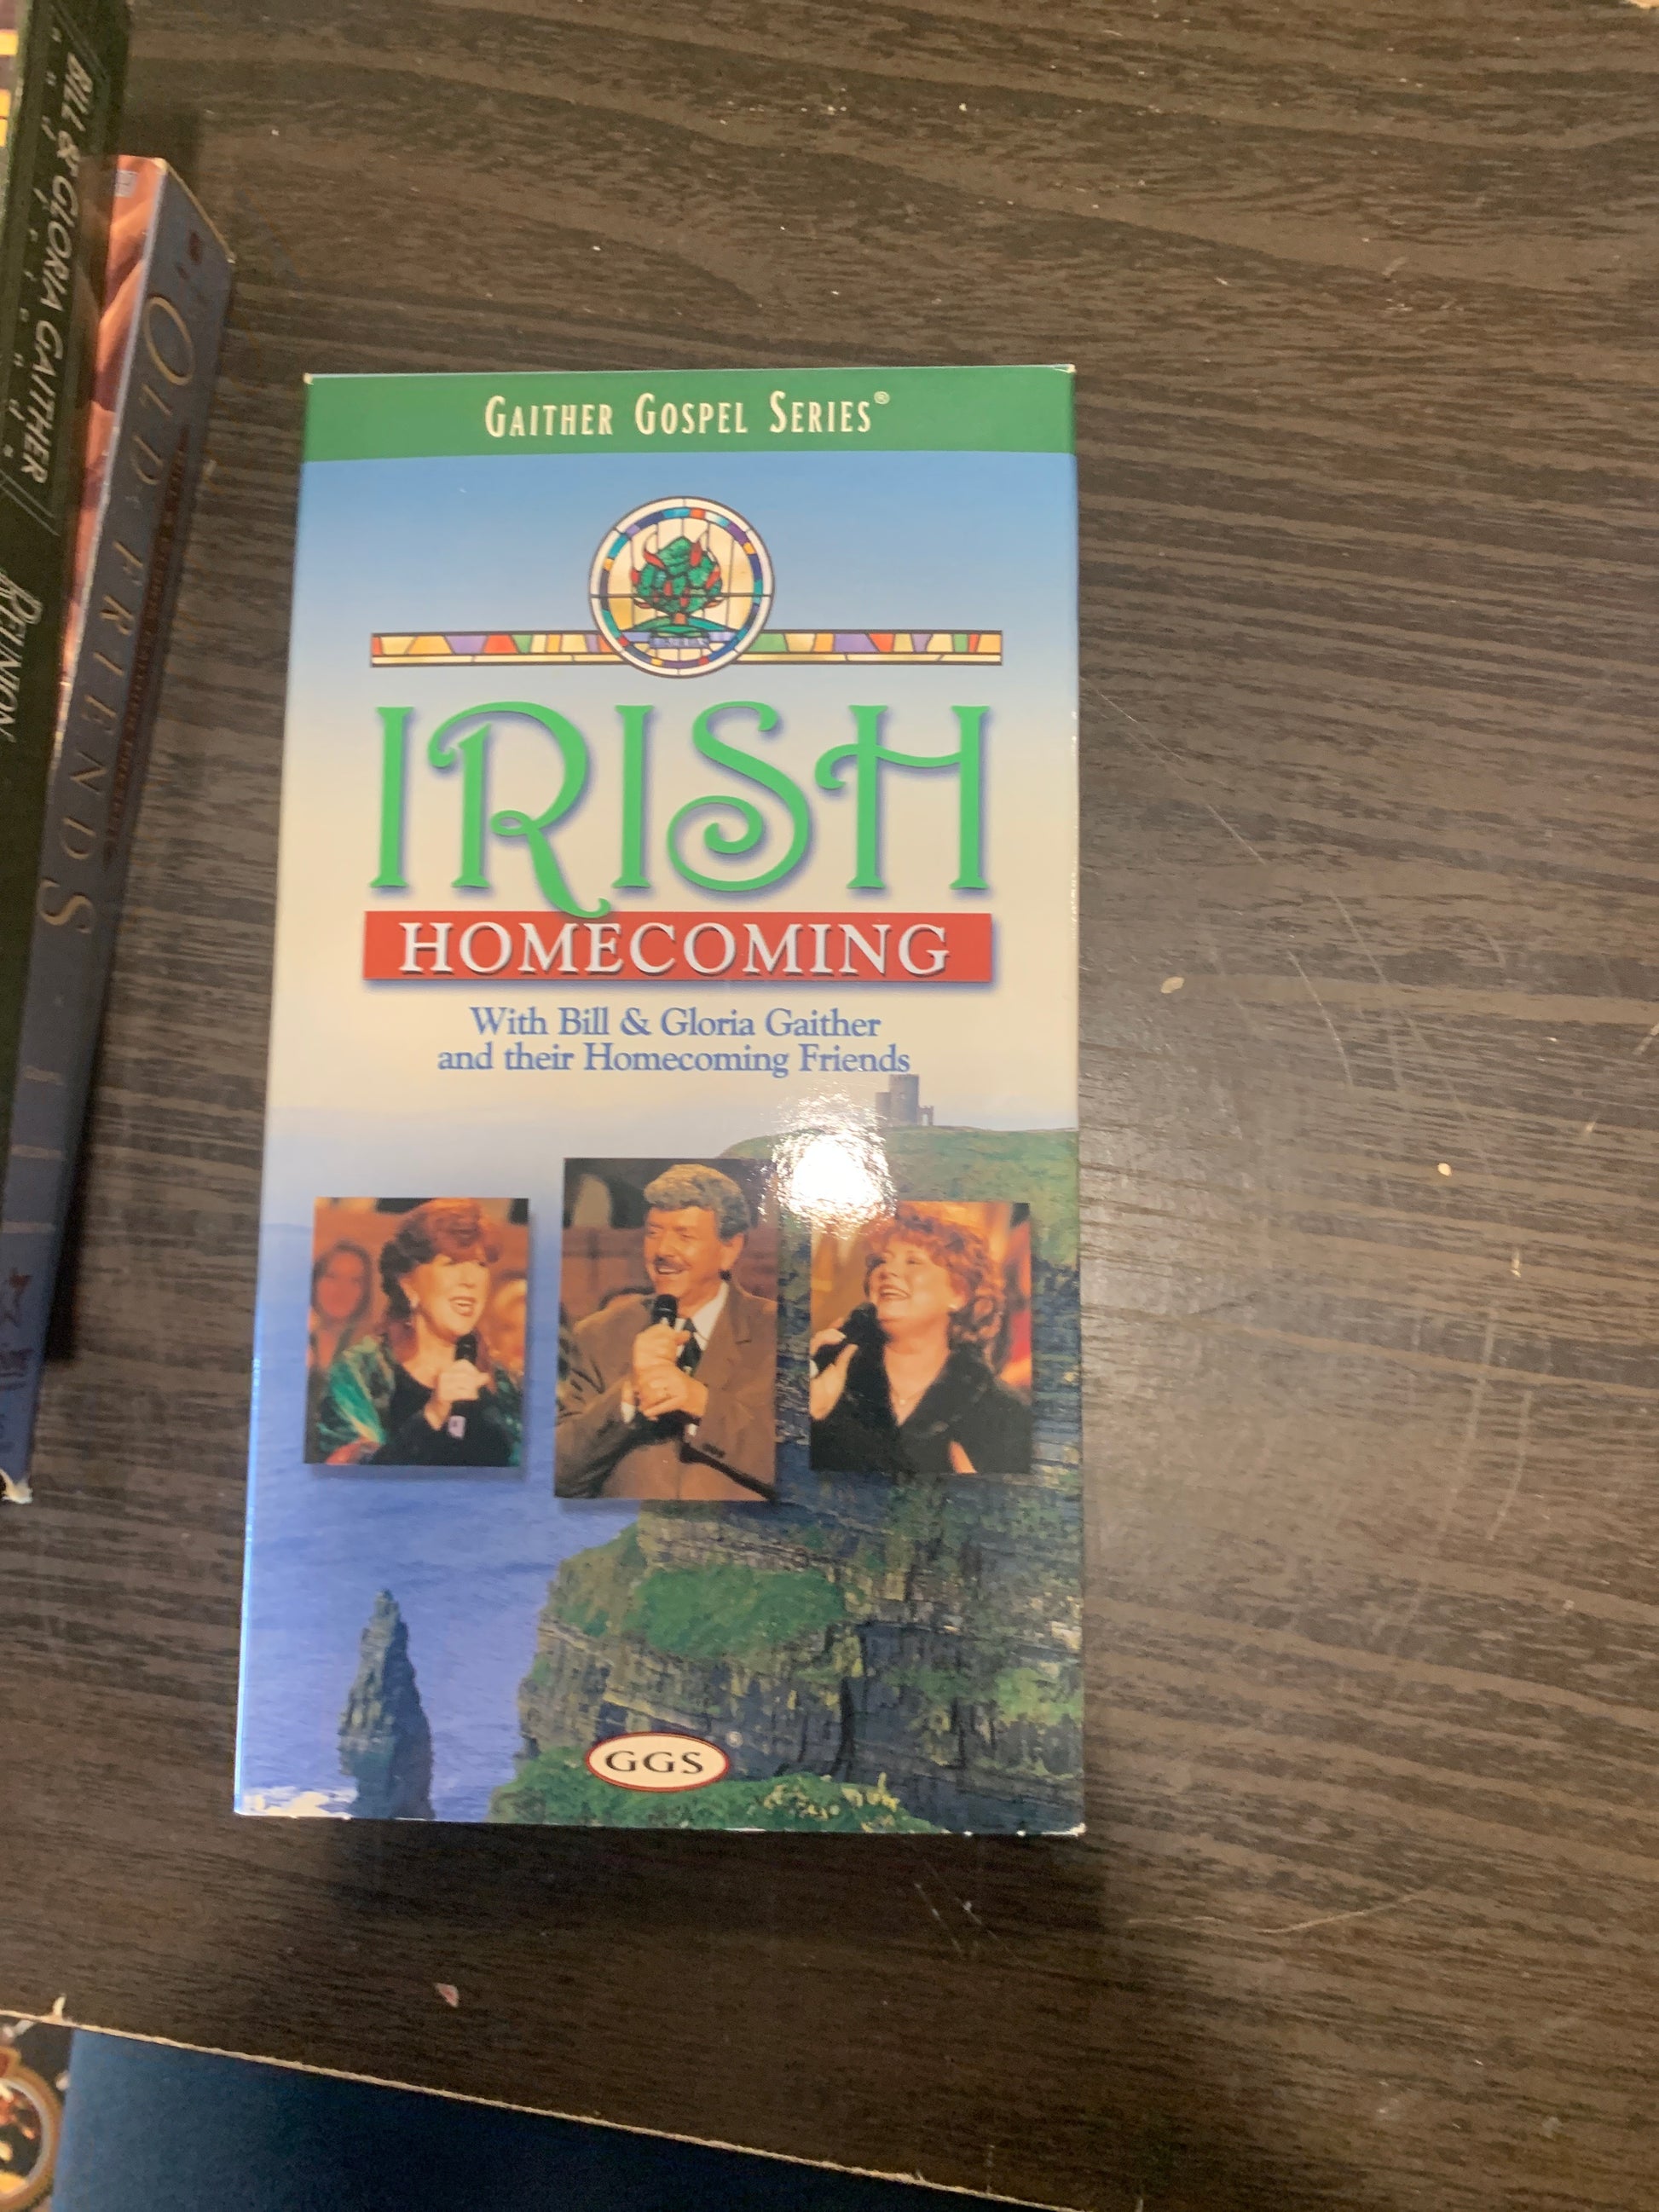 GAITHER GOSPEL SERIES®
IRISH
HOMECOMING
With Bill & Gloria Gaither
and their Homecoming Friends
GGS®
BILL & GLORIA GAITHER
REUNION
OLD FRIENDS